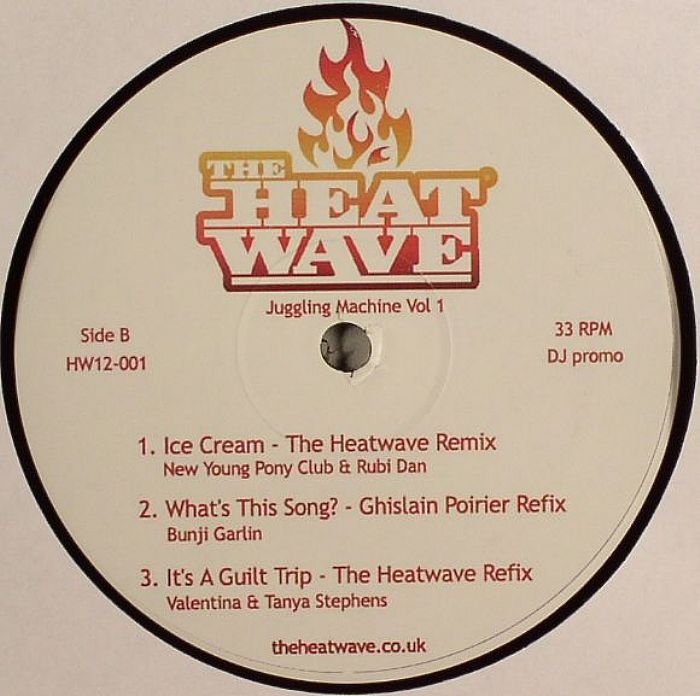 THE
HEAT
WAVE
Juggling Machine Vol 1
Side B
HW12-001
33 RPM
DJ promo
1. Ice Cream - The Heatwave Remix
New Young Pony Club & Rubi Dan
2. What's This Song? - Ghislain Poirier Refix
Bunji Garlin
3. It's A Guilt Trip - The Heatwave Refix
Valentina & Tanya Stephens
theheatwave.co.uk